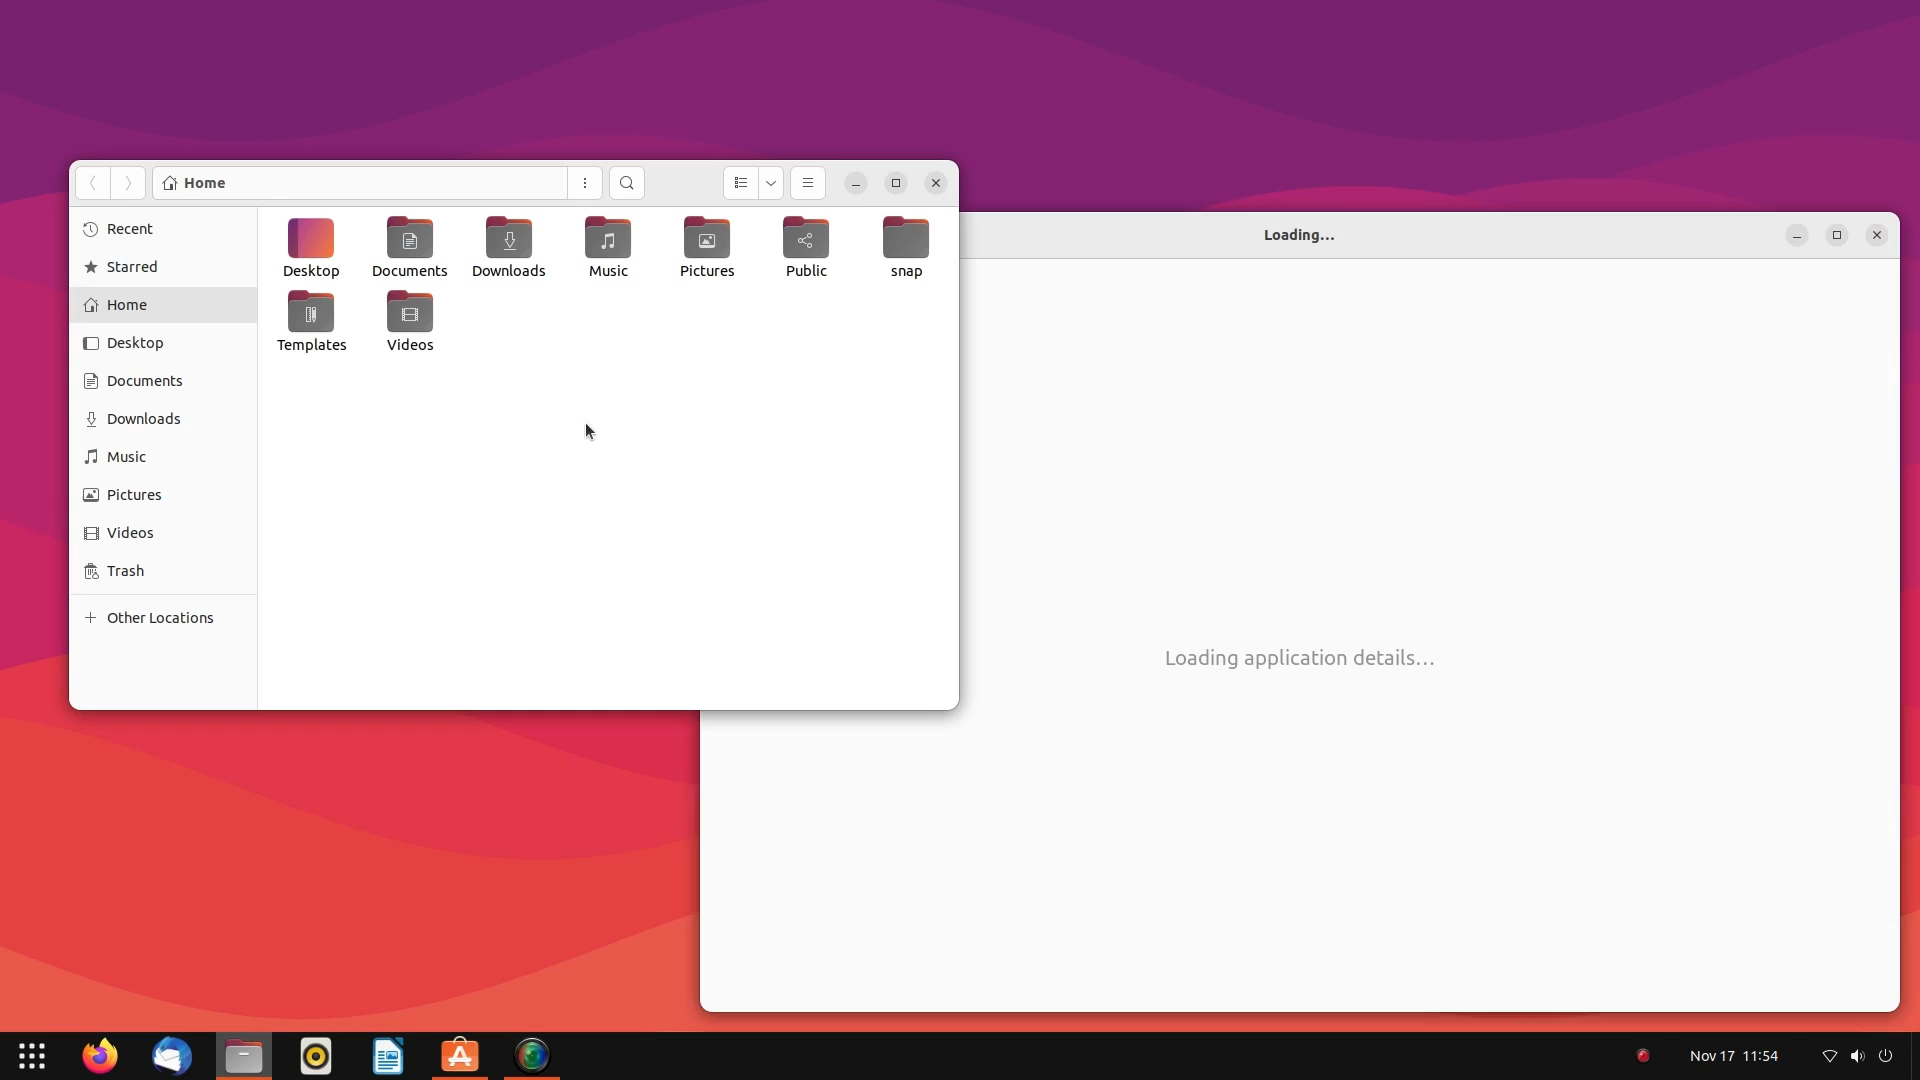 Home
Recent
Starred
Home
Desktop
Documents
Downloads
Music
Pictures
Videos
Trash
Other Locations
Desktop
Documents
Downloads
Music
Pictures
Public
snap
Templates
Videos
Loading…
Loading application details…
Nov 17 11:54